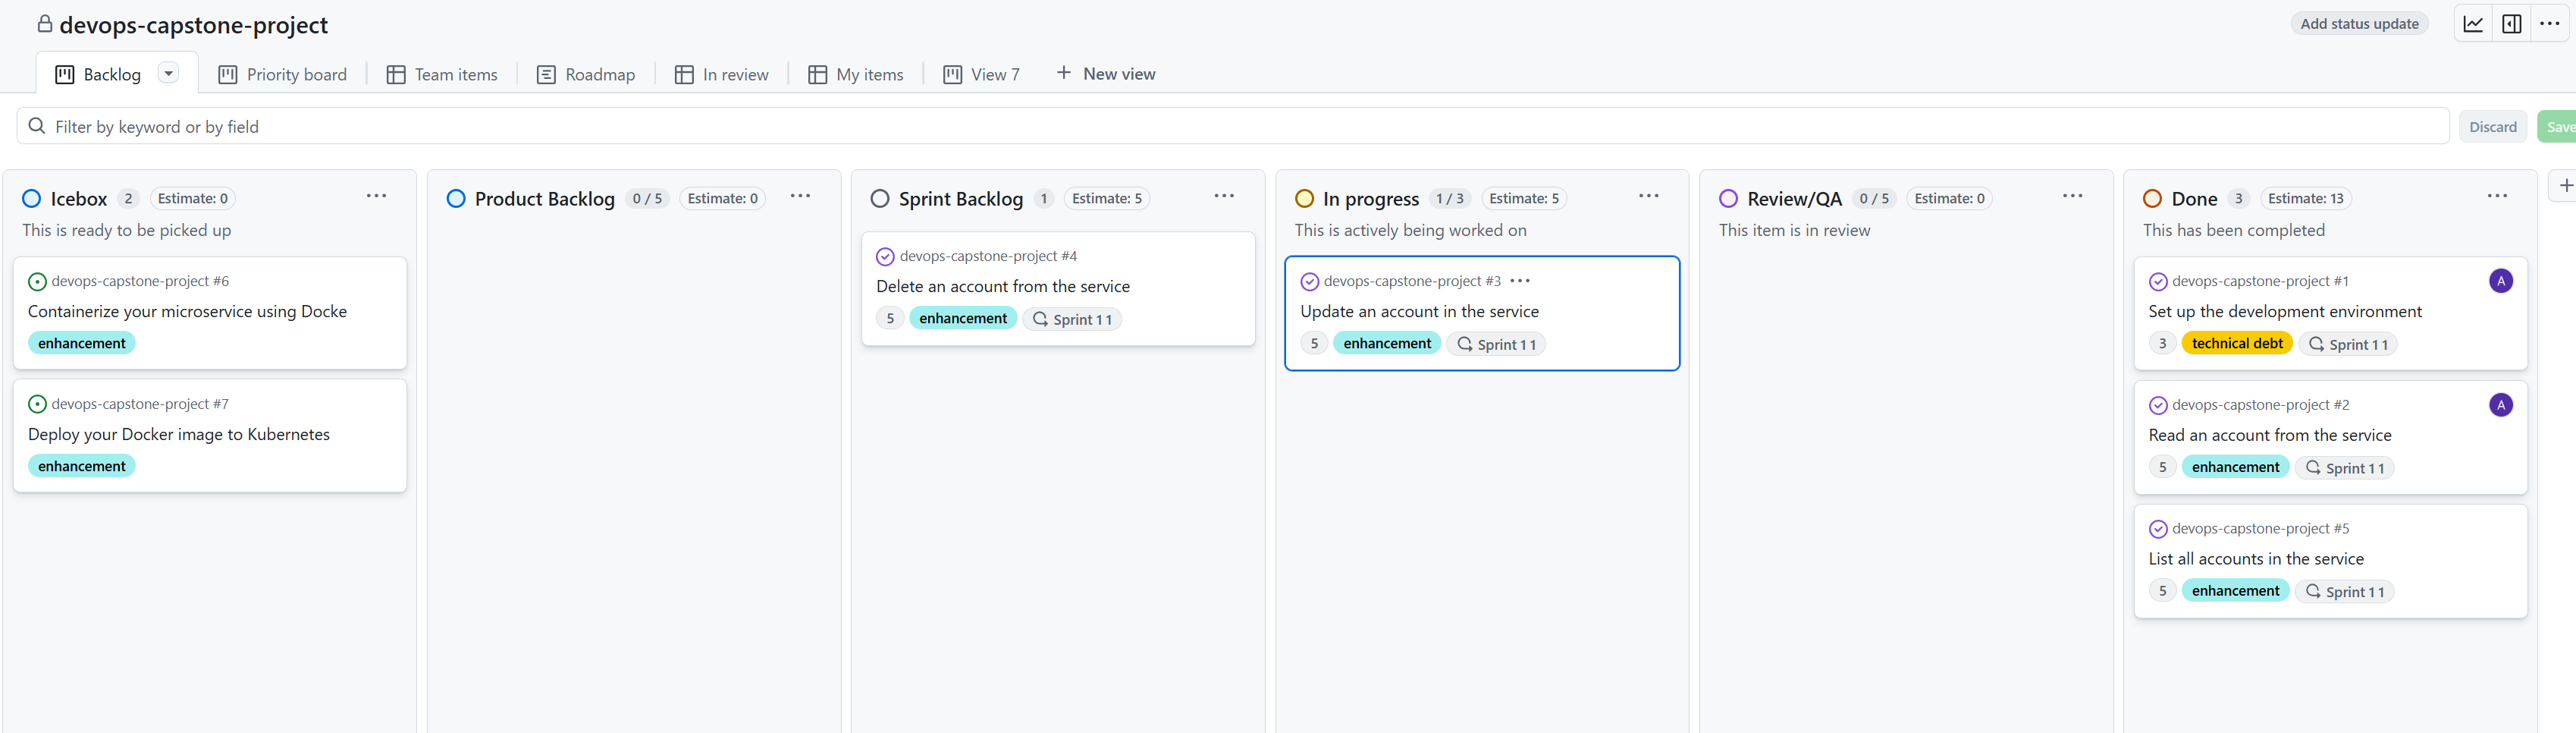 devops-capstone-project
Add status update
Backlog
Priority board
Team items
Roadmap
In review
My items
View 7
New view
Filter by keyword or by field
Discard
Save
Icebox 2 Estimate: 0
This is ready to be picked up
devops-capstone-project #6
Containerize your microservice using Docke
enhancement
devops-capstone-project #7
Deploy your Docker image to Kubernetes
enhancement
Product Backlog 0 / 5 Estimate: 0
Sprint Backlog 1 Estimate: 5
devops-capstone-project #4
Delete an account from the service
5 enhancement Sprint 1 1
In progress 1 / 3 Estimate: 5
This is actively being worked on
devops-capstone-project #3
Update an account in the service
5 enhancement Sprint 1 1
Review/QA 0 / 5 Estimate: 0
This item is in review
Done 3 Estimate: 13
This has been completed
devops-capstone-project #1 A
Set up the development environment
3 technical debt Sprint 1 1
devops-capstone-project #2 A
Read an account from the service
5 enhancement Sprint 1 1
devops-capstone-project #5
List all accounts in the service
5 enhancement Sprint 1 1